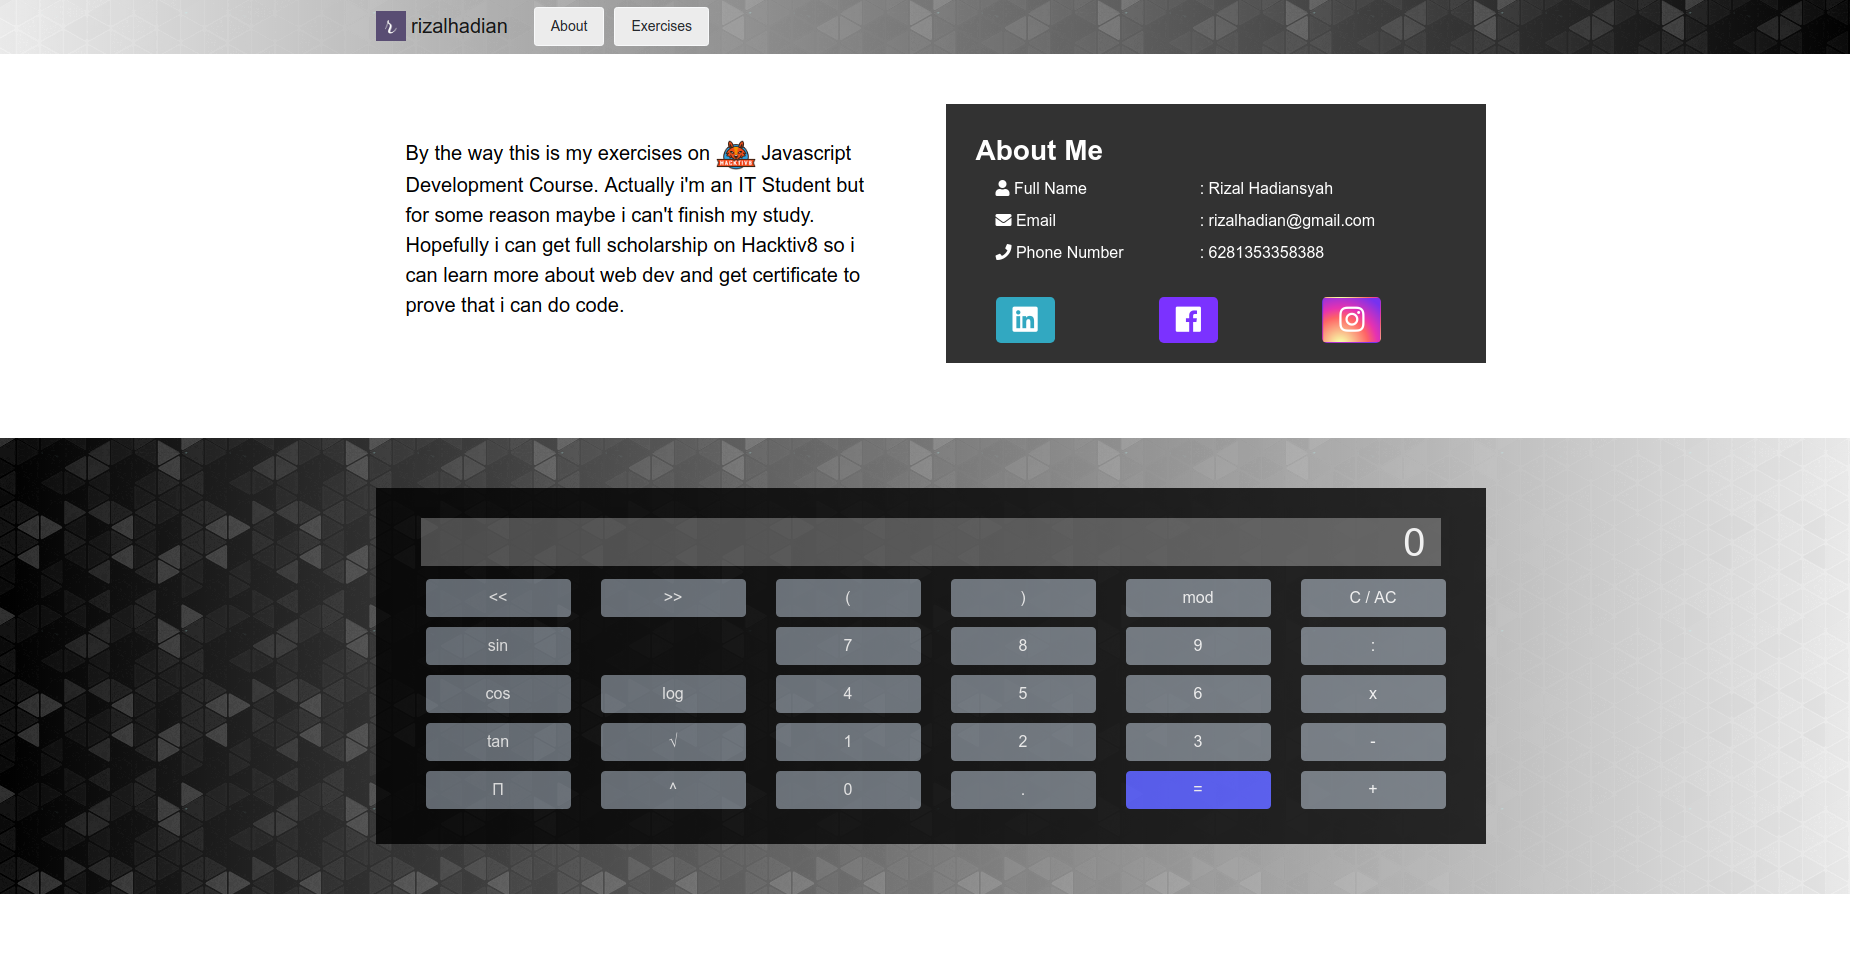 rizalhadian About Exercises
By the way this is my exercises on HACKTIV8 Javascript
Development Course. Actually i'm an IT Student but
for some reason maybe i can't finish my study.
Hopefully i can get full scholarship on Hacktiv8 so i
can learn more about web dev and get certificate to
prove that i can do code.
About Me
Full Name : Rizal Hadiansyah
Email : rizalhadian@gmail.com
Phone Number : 6281353358388
in
0
<< >> ( ) mod C / AC
sin 7 8 9 :
cos log 4 5 6 x
tan √ 1 2 3 -
Π ^ 0 . = +